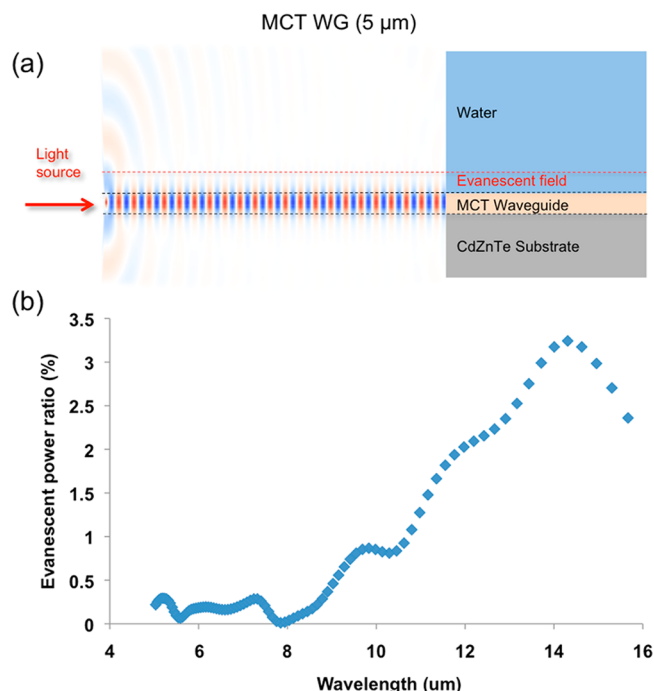 MCT WG (5 µm)
(a)
Water
Light
source
Evanescent field
MCT Waveguide
CdZnTe Substrate
(b)
3.5
3
2.5
2
1.5
1
0.5
0
Evanescent power ratio (%)
4 6 8 10 12 14 16
Wavelength (um)